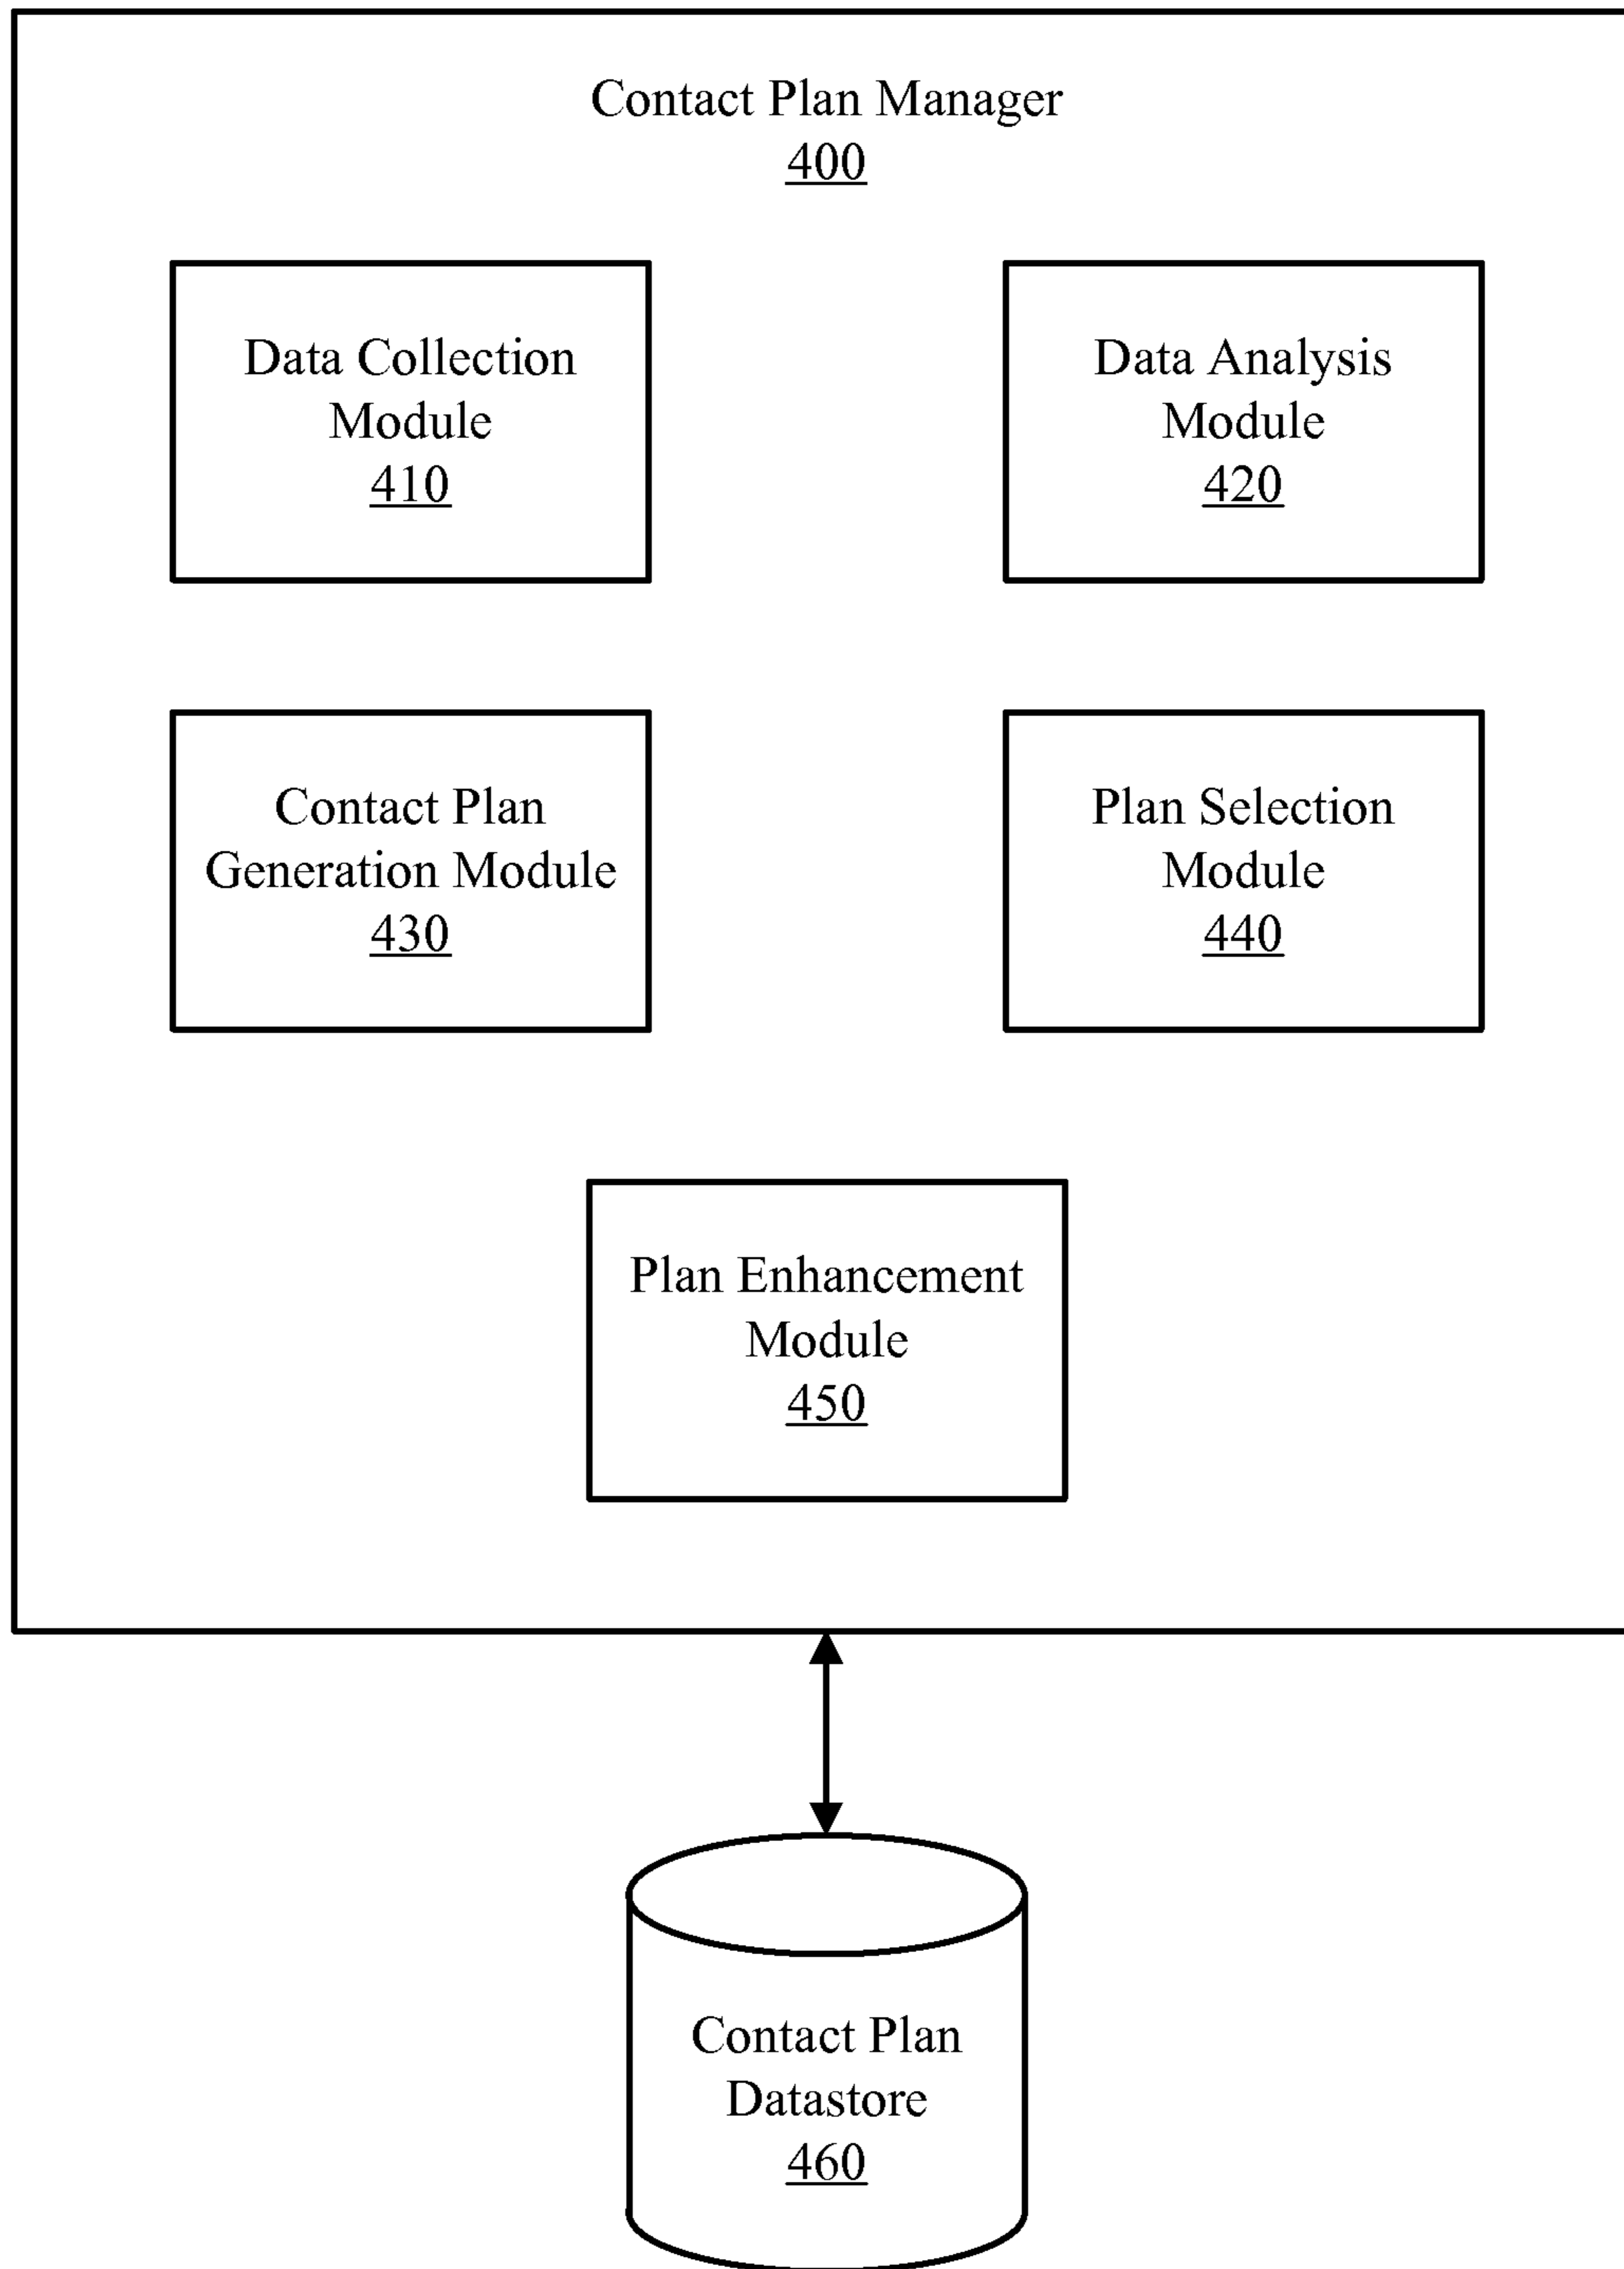 Contact Plan Manager
400
Data Collection
Module
410
Data Analysis
Module
420
Contact Plan
Generation Module
430
Plan Selection
Module
440
Plan Enhancement
Module
450
Contact Plan
Datastore
460